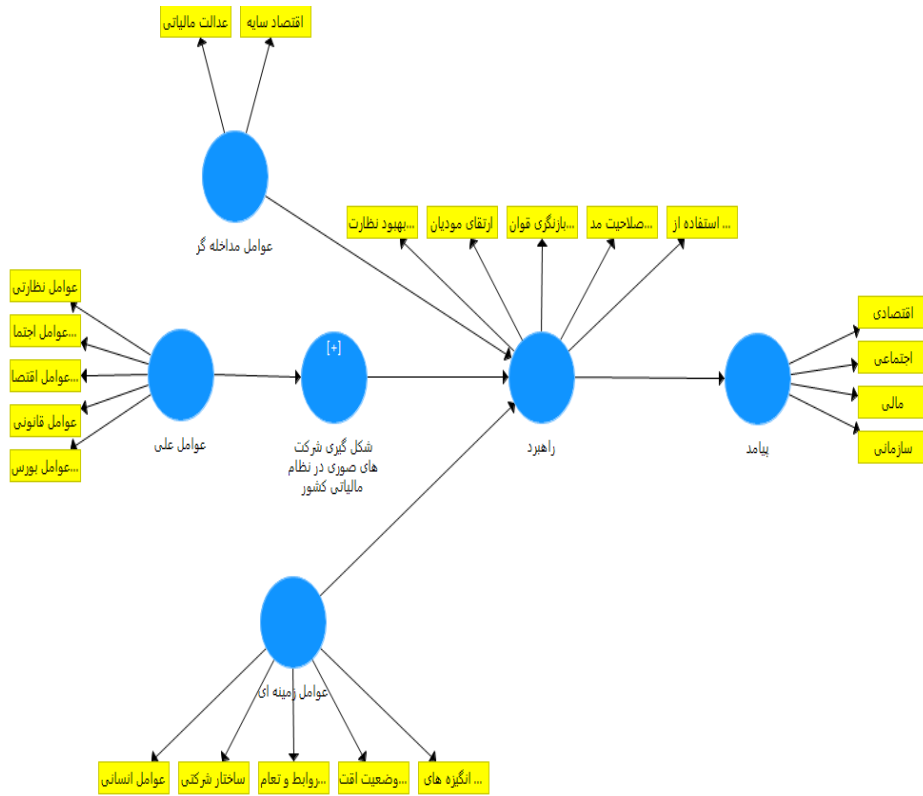 عدالت مالیاتی
اقتصاد سایه
عوامل مداخله گر
بهبود نظارت...
ارتقای مودیان
بازنگری قوان...
صلاحیت مد...
استفاده از ...
عوامل نظارتی
عوامل اجتما...
عوامل اقتصا...
عوامل قانونی
عوامل بورس...
عوامل علی
[+]
شکل گیری شرکت
های صوری در نظام
مالیاتی کشور
راهبرد
پیامد
اقتصادی
اجتماعی
مالی
سازمانی
عوامل زمینه ای
عوامل انسانی
ساختار شرکتی
روابط و تعام...
وضعیت اقت...
انگیزه های ...